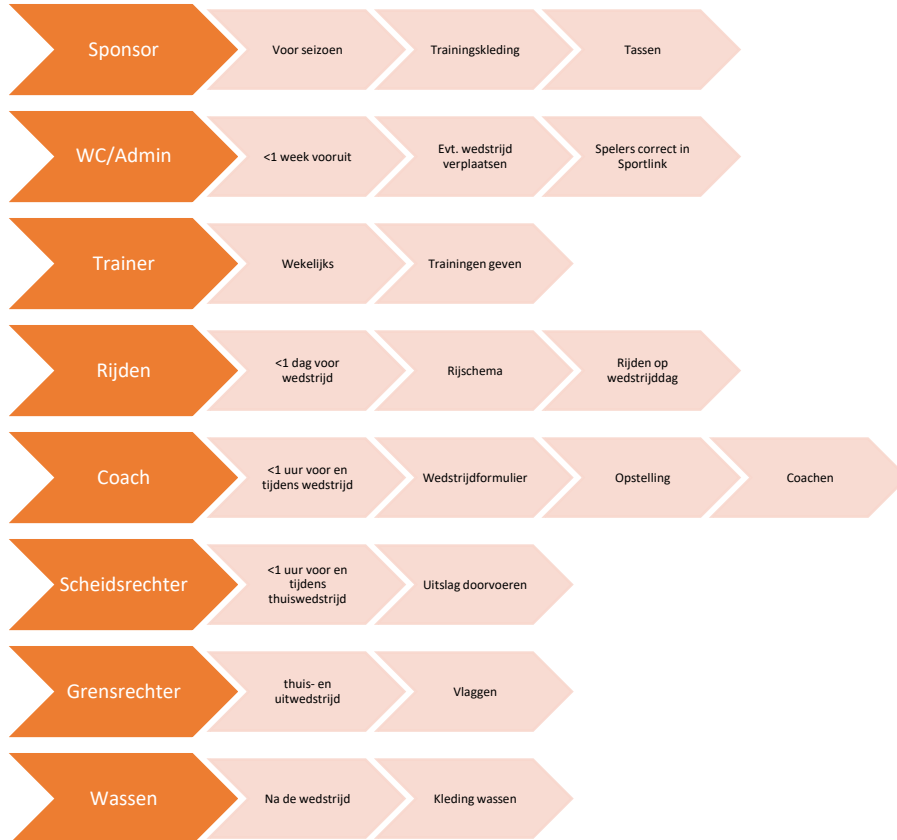 Sponsor
Voor seizoen
Trainingskleding
Tassen
WC/Admin
<1 week vooruit
Evt. wedstrijd
verplaatsen
Spelers correct in
Sportlink
Trainer
Wekelijks
Trainingen geven
Rijden
<1 dag voor
wedstrijd
Rijschema
Rijden op
wedstrijddag
Coach
<1 uur voor en
tijdens wedstrijd
Wedstrijdformulier
Opstelling
Coachen
Scheidsrechter
<1 uur voor en
tijdens
thuiswedstrijd
Uitslag doorvoeren
Grensrechter
thuis- en
uitwedstrijd
Vlaggen
Wassen
Na de wedstrijd
Kleding wassen